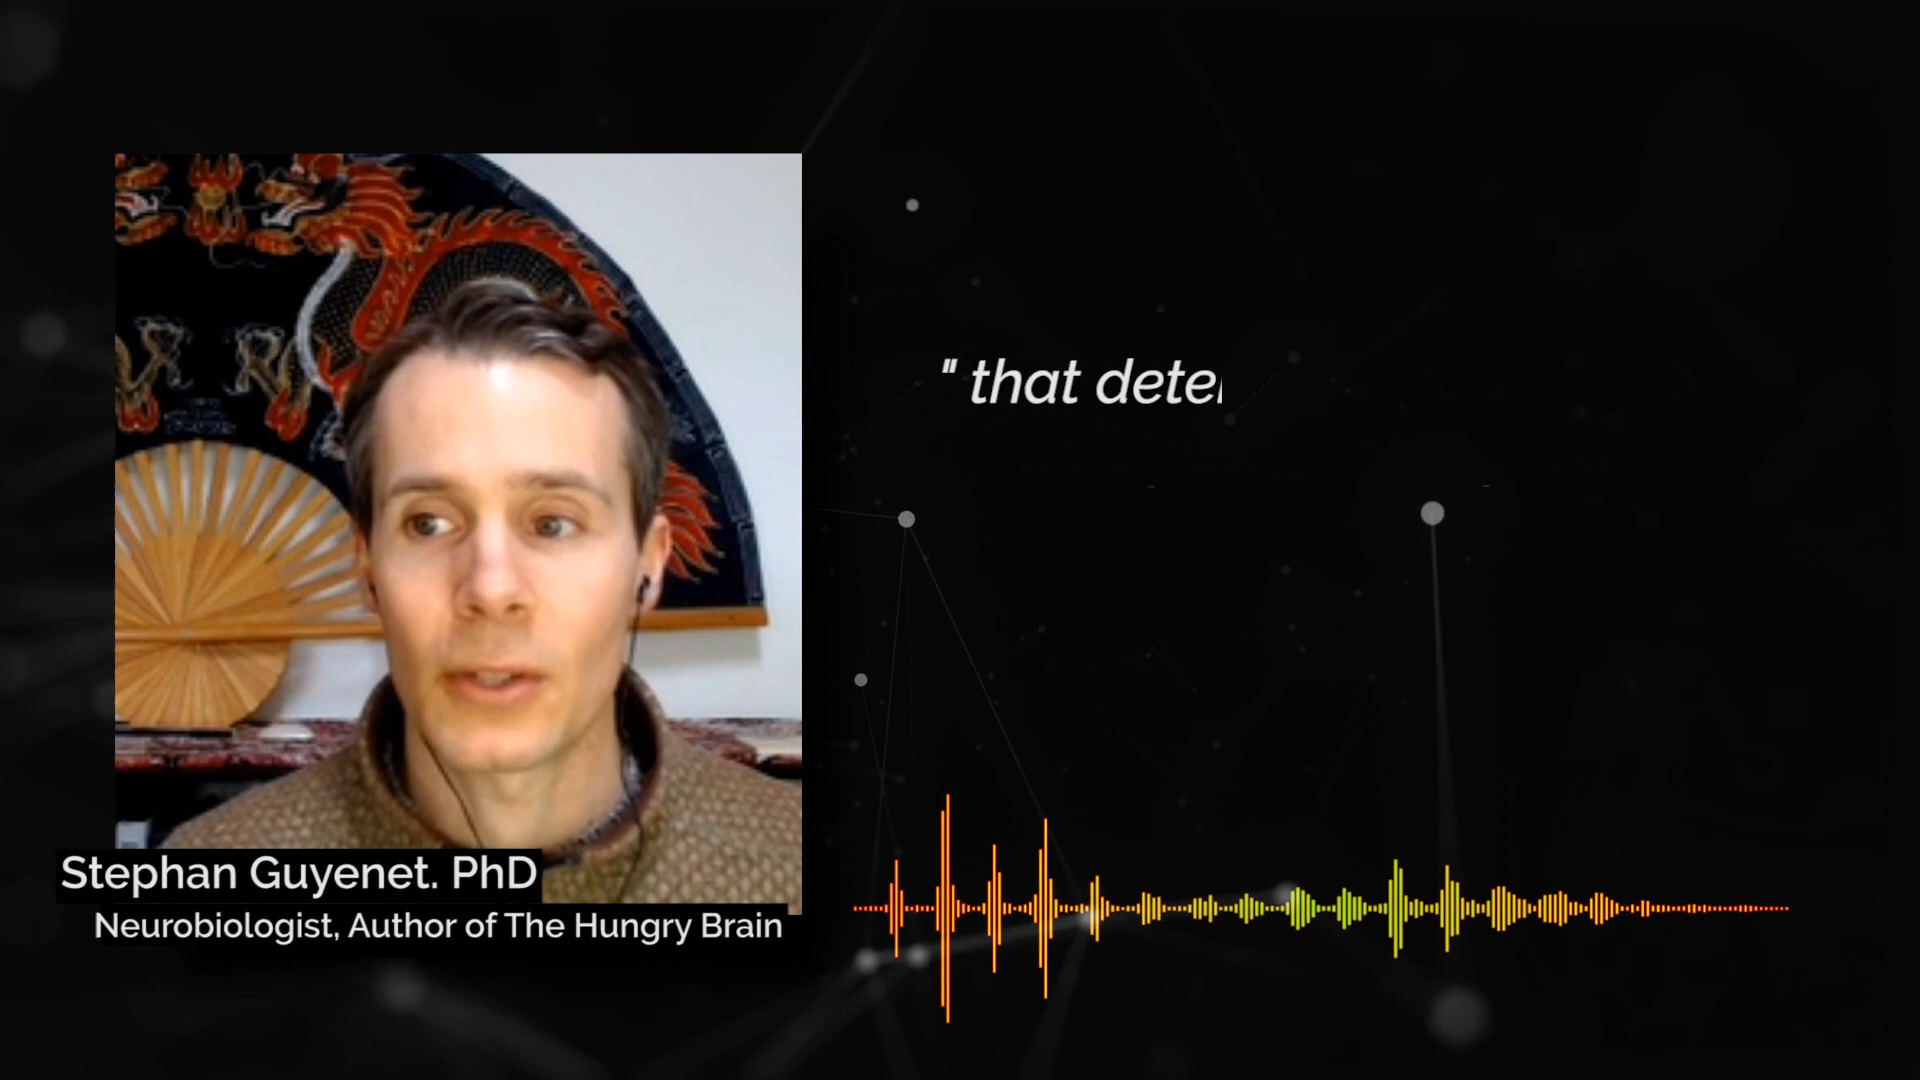 " that dete
Stephan Guyenet. PhD
Neurobiologist, Author of The Hungry Brain